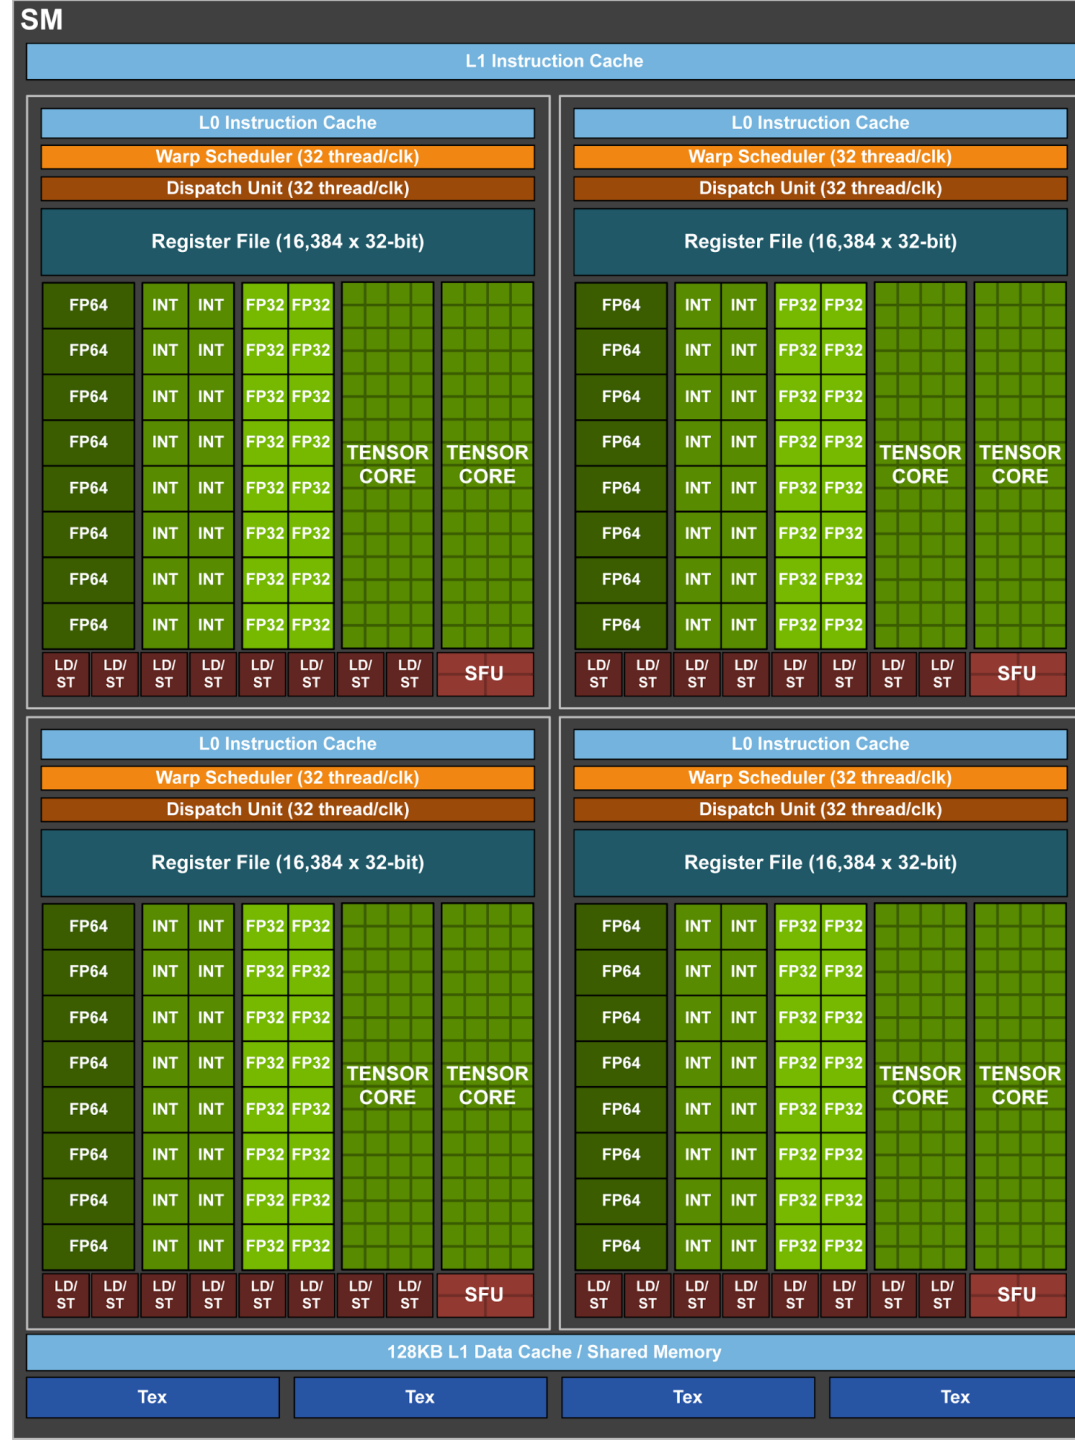 SM
L1 Instruction Cache
L0 Instruction Cache
Warp Scheduler (32 thread/clk)
Dispatch Unit (32 thread/clk)
Register File (16,384 x 32-bit)
FP64 INT INT FP32 FP32
FP64 INT INT FP32 FP32
FP64 INT INT FP32 FP32
FP64 INT INT FP32 FP32
FP64 INT INT FP32 FP32
FP64 INT INT FP32 FP32
FP64 INT INT FP32 FP32
FP64 INT INT FP32 FP32
TENSOR CORE
TENSOR CORE
LD/ST LD/ST LD/ST LD/ST LD/ST LD/ST LD/ST LD/ST SFU
L0 Instruction Cache
Warp Scheduler (32 thread/clk)
Dispatch Unit (32 thread/clk)
Register File (16,384 x 32-bit)
FP64 INT INT FP32 FP32
FP64 INT INT FP32 FP32
FP64 INT INT FP32 FP32
FP64 INT INT FP32 FP32
FP64 INT INT FP32 FP32
FP64 INT INT FP32 FP32
FP64 INT INT FP32 FP32
FP64 INT INT FP32 FP32
TENSOR CORE
TENSOR CORE
LD/ST LD/ST LD/ST LD/ST LD/ST LD/ST LD/ST LD/ST SFU
L0 Instruction Cache
Warp Scheduler (32 thread/clk)
Dispatch Unit (32 thread/clk)
Register File (16,384 x 32-bit)
FP64 INT INT FP32 FP32
FP64 INT INT FP32 FP32
FP64 INT INT FP32 FP32
FP64 INT INT FP32 FP32
FP64 INT INT FP32 FP32
FP64 INT INT FP32 FP32
FP64 INT INT FP32 FP32
FP64 INT INT FP32 FP32
TENSOR CORE
TENSOR CORE
LD/ST LD/ST LD/ST LD/ST LD/ST LD/ST LD/ST LD/ST SFU
L0 Instruction Cache
Warp Scheduler (32 thread/clk)
Dispatch Unit (32 thread/clk)
Register File (16,384 x 32-bit)
FP64 INT INT FP32 FP32
FP64 INT INT FP32 FP32
FP64 INT INT FP32 FP32
FP64 INT INT FP32 FP32
FP64 INT INT FP32 FP32
FP64 INT INT FP32 FP32
FP64 INT INT FP32 FP32
FP64 INT INT FP32 FP32
TENSOR CORE
TENSOR CORE
LD/ST LD/ST LD/ST LD/ST LD/ST LD/ST LD/ST LD/ST SFU
128KB L1 Data Cache / Shared Memory
Tex Tex Tex Tex